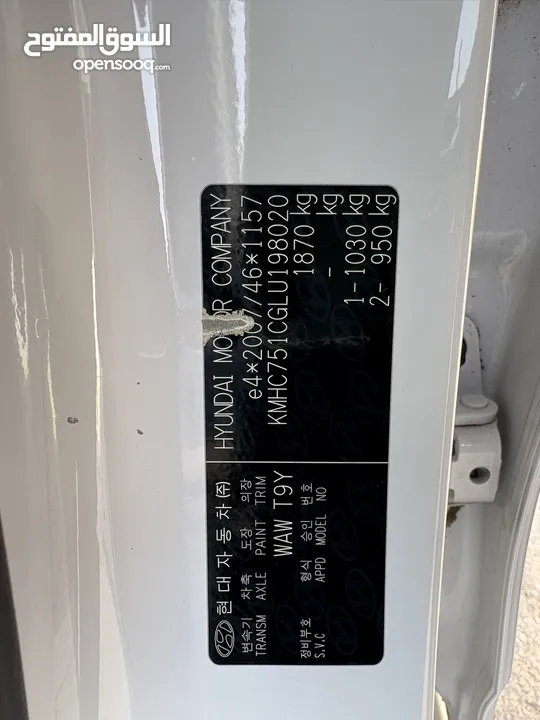 السوق المفتوح
opensooq.com
HYUNDAI MOTOR COMPANY
e4*2007/46*1157
KMHC751CGLU198020
1870 kg
- kg
1- 1030 kg
2- 950 kg
현대자동차(주)
변속기 차축 도장 의장
TRANSM AXLE PAINT TRIM
WAW T9Y
형식 승인 번호
APPD MODEL NO
정비부호
S.V.C